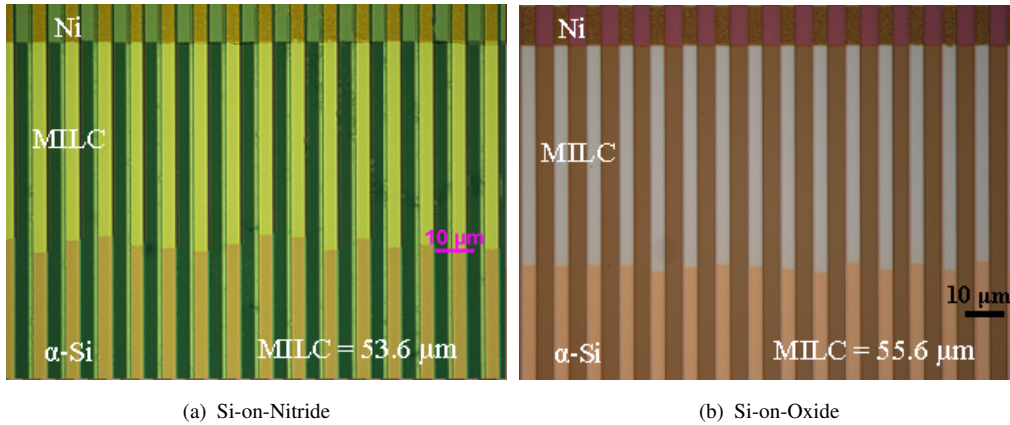 Ni
MILC
10 μm
α-Si
MILC = 53.6 μm
Ni
MILC
10 μm
α-Si
MILC = 55.6 μm
(a) Si-on-Nitride
(b) Si-on-Oxide